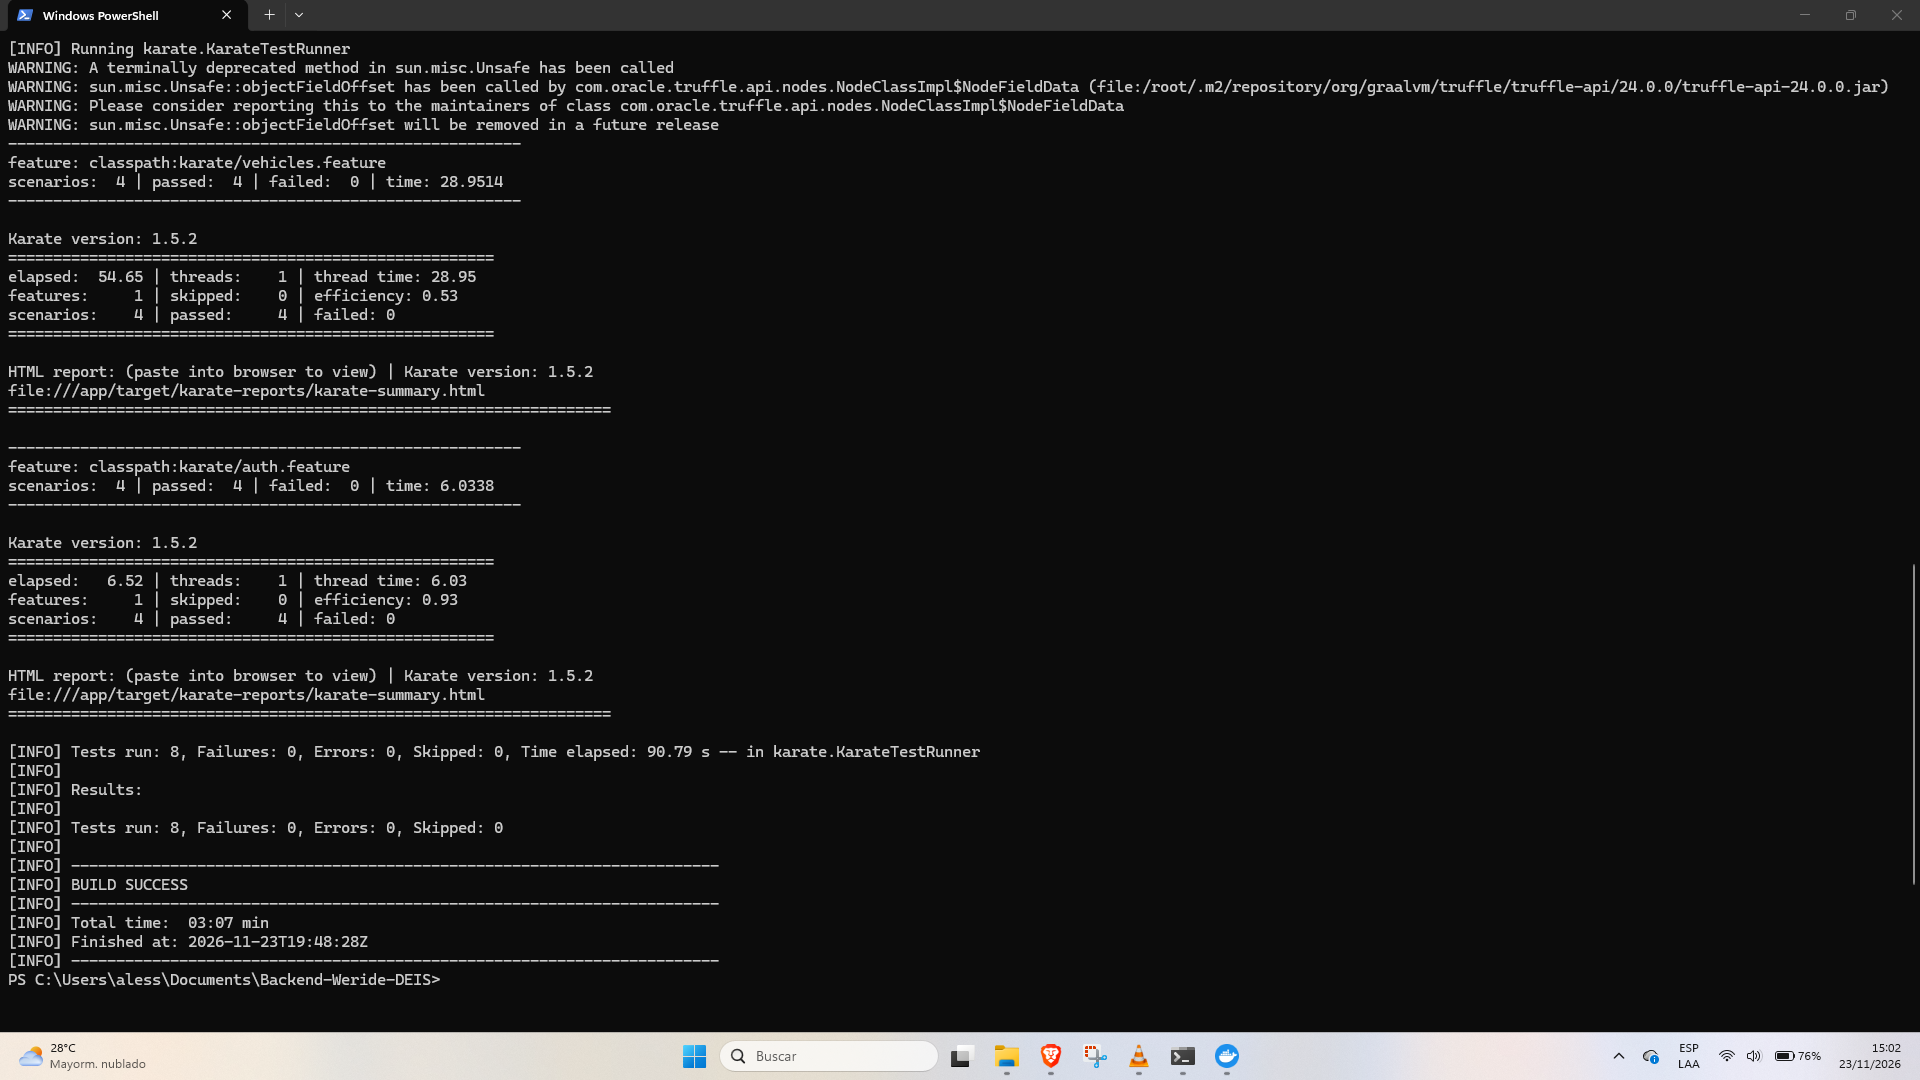 Windows PowerShell
[INFO] Running karate.KarateTestRunner
WARNING: A terminally deprecated method in sun.misc.Unsafe has been called
WARNING: sun.misc.Unsafe::objectFieldOffset has been called by com.oracle.truffle.api.nodes.NodeClassImpl$NodeFieldData (file:/root/.m2/repository/org/graalvm/truffle/truffle-api/24.0.0/truffle-api-24.0.0.jar)
WARNING: Please consider reporting this to the maintainers of class com.oracle.truffle.api.nodes.NodeClassImpl$NodeFieldData
WARNING: sun.misc.Unsafe::objectFieldOffset will be removed in a future release
---------------------------------------------------------
feature: classpath:karate/vehicles.feature
scenarios:  4 | passed:  4 | failed:  0 | time: 28.9514
---------------------------------------------------------
Karate version: 1.5.2
======================================================
elapsed:  54.65 | threads:    1 | thread time: 28.95
features:     1 | skipped:    0 | efficiency: 0.53
scenarios:    4 | passed:     4 | failed: 0
======================================================
HTML report: (paste into browser to view) | Karate version: 1.5.2
file:///app/target/karate-reports/karate-summary.html
===================================================================
---------------------------------------------------------
feature: classpath:karate/auth.feature
scenarios:  4 | passed:  4 | failed:  0 | time: 6.0338
---------------------------------------------------------
Karate version: 1.5.2
======================================================
elapsed:   6.52 | threads:    1 | thread time: 6.03
features:     1 | skipped:    0 | efficiency: 0.93
scenarios:    4 | passed:     4 | failed: 0
======================================================
HTML report: (paste into browser to view) | Karate version: 1.5.2
file:///app/target/karate-reports/karate-summary.html
===================================================================
[INFO] Tests run: 8, Failures: 0, Errors: 0, Skipped: 0, Time elapsed: 90.79 s -- in karate.KarateTestRunner
[INFO]
[INFO] Results:
[INFO]
[INFO] Tests run: 8, Failures: 0, Errors: 0, Skipped: 0
[INFO]
[INFO] ------------------------------------------------------------------------
[INFO] BUILD SUCCESS
[INFO] ------------------------------------------------------------------------
[INFO] Total time:  03:07 min
[INFO] Finished at: 2026-11-23T19:48:28Z
[INFO] ------------------------------------------------------------------------
PS C:\Users\aless\Documents\Backend-Weride-DEIS>
28°C
Mayorm. nublado
Buscar
ESP
LAA
76%
15:02
23/11/2026